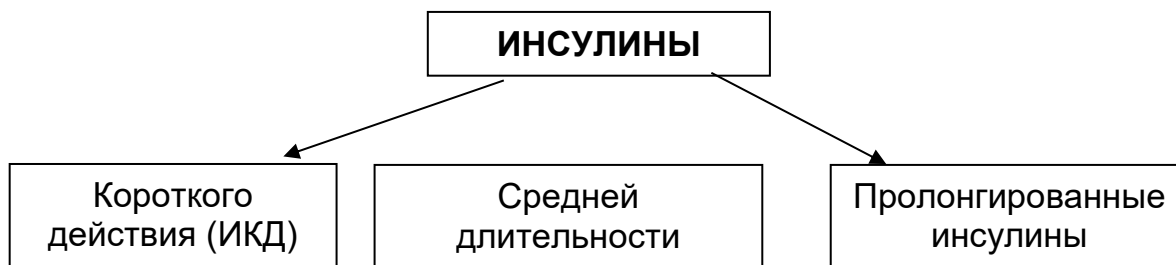 ИНСУЛИНЫ
Короткого
действия (ИКД)
Средней
длительности
Пролонгированные
инсулины